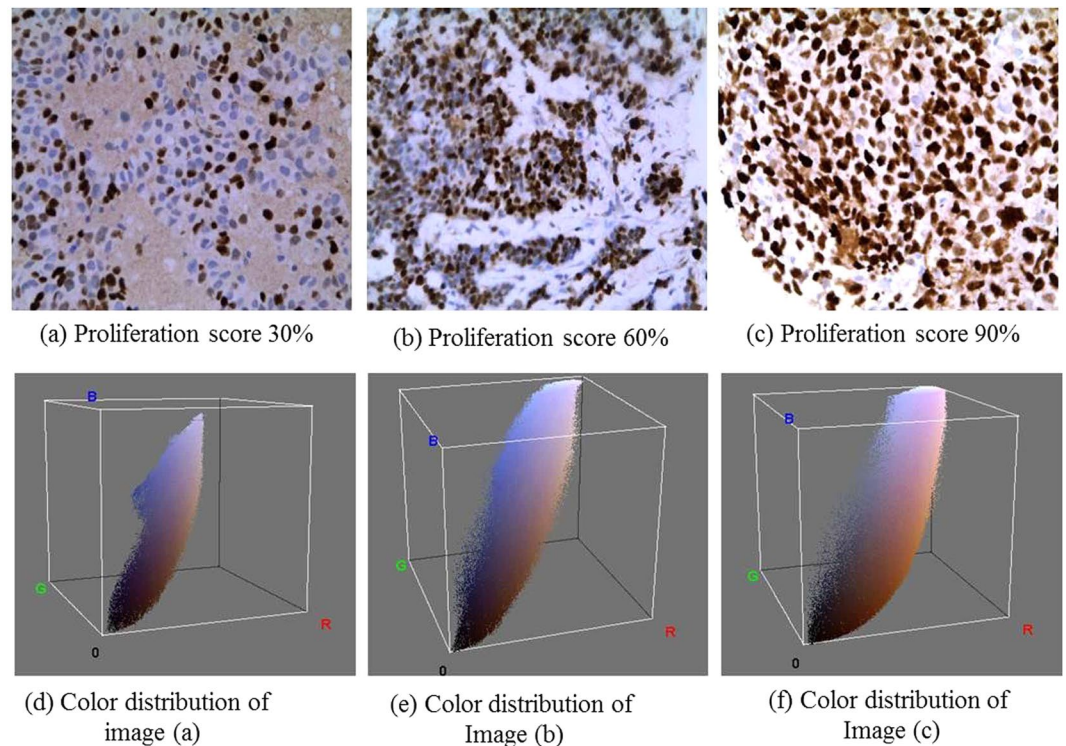 (a) Proliferation score 30%
(b) Proliferation score 60%
(c) Proliferation score 90%
B
G
R
0
B
G
R
0
B
G
R
0
(d) Color distribution of
image (a)
(e) Color distribution of
Image (b)
(f) Color distribution of
Image (c)